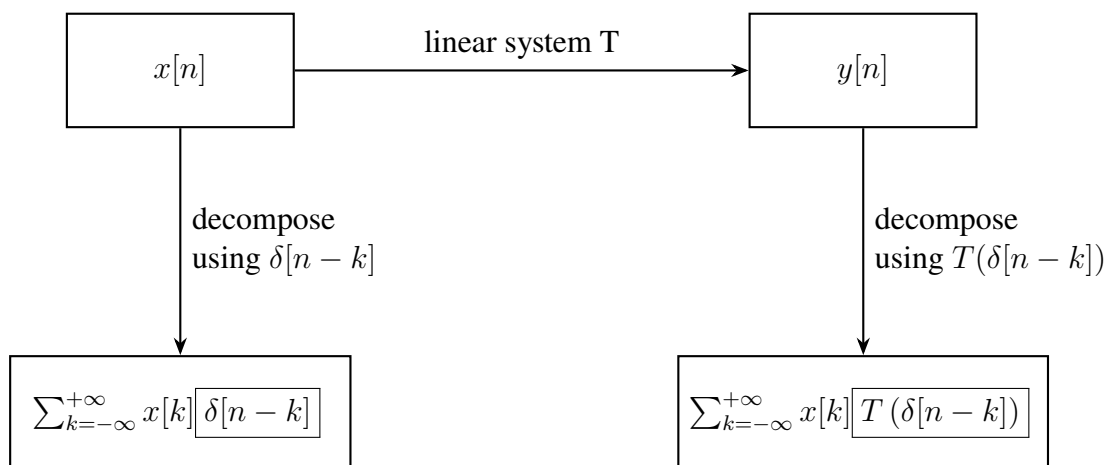 linear system T
x[n]
y[n]
decompose
using δ[n − k]
decompose
using T(δ[n − k])
∑_{k=−∞}^{+∞} x[k] δ[n − k]
∑_{k=−∞}^{+∞} x[k] T (δ[n − k])